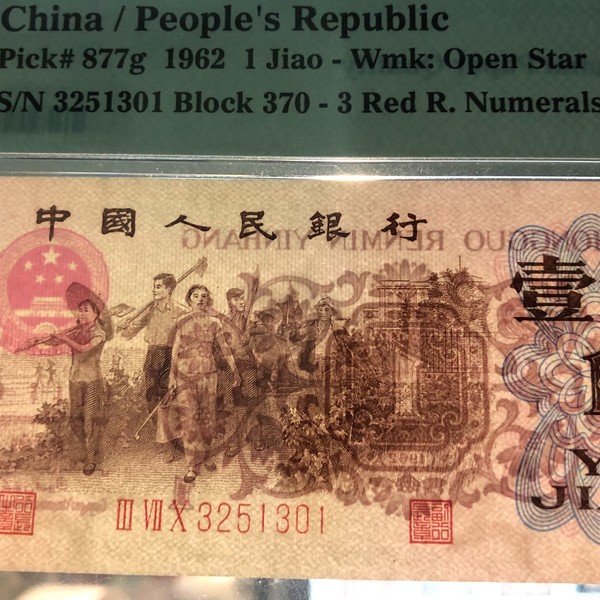 China / People's Republic
Pick# 877g 1962 1 Jiao - Wmk: Open Star
S/N 3251301 Block 370 - 3 Red R. Numerals
中國人民銀行
壹
Y
JI
III VII X 3251301